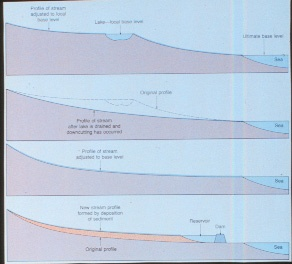 Profile of stream
adjusted to local
base level
Lake—local base level
Ultimate base level
Sea
Original profile
Profile of stream
after lake is drained and
downcutting has occurred
Sea
Profile of stream
adjusted to base level
Sea
New stream profile
formed by deposition
of sediment
Reservoir
Dam
Original profile
Sea